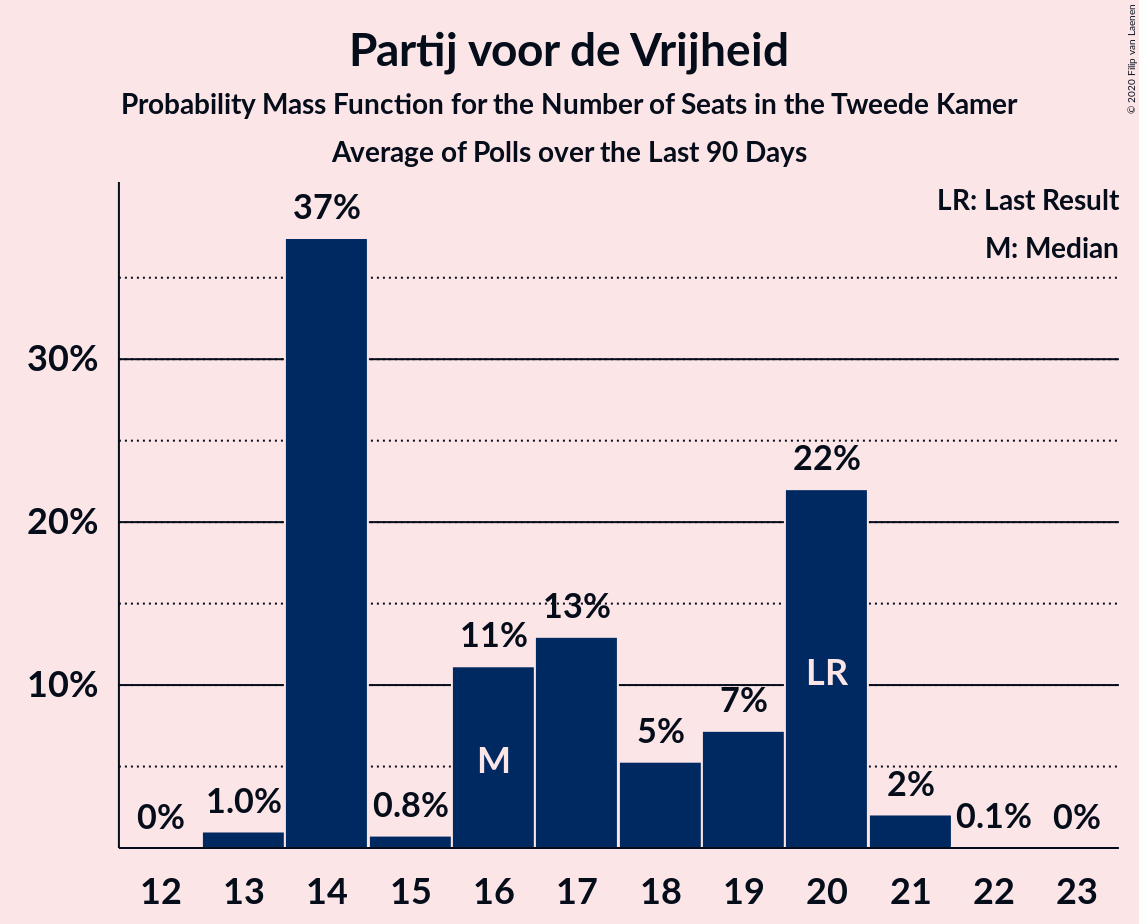 Partij voor de Vrijheid
Probability Mass Function for the Number of Seats in the Tweede Kamer
Average of Polls over the Last 90 Days
© 2020 Filip van Laenen
LR: Last Result
M: Median
30%
20%
10%
0%
1.0%
37%
0.8%
11%
13%
5%
7%
22%
2%
0.1%
0%
M
LR
12 13 14 15 16 17 18 19 20 21 22 23